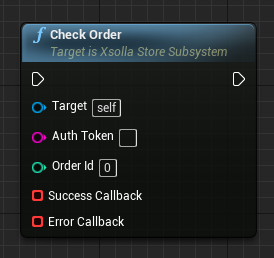 f Check Order
Target is Xsolla Store Subsystem
Target self
Auth Token
Order Id 0
Success Callback
Error Callback